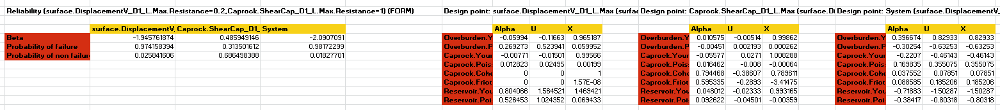 Reliability (surface.DisplacementV_D1_L.Max.Resistance=0.2,Caprock.ShearCap_D1_L.Max.Resistance=1) (FORM) Design point: surface.DisplacementV_D1_L.Max (surfac Design point: Caprock.ShearCap_D1_L.Max (surface.Di Design point: System (surface.DisplacementV_
surface.DisplacementV_ Caprock.ShearCap_D1_ System Alpha U X Alpha U X Alpha U X
Beta -1.945761874 0.485949146 -2.0907091 Overburden.Y -0.05994 -0.11663 0.965187 Overburden.Y 0.010575 -0.00514 0.99862 Overburden.Y 0.396674 0.82933 0.82933
Probability of failure 0.974158394 0.313501612 0.98172299 Overburden.P 0.269273 0.523941 0.059952 Overburden.P -0.00451 0.002193 0.000262 Overburden.P -0.30254 -0.63253 -0.63253
Probability of non failur 0.025841606 0.686498388 0.01827701 Caprock.Your -0.00771 -0.01501 0.99566 Caprock.Your -0.05577 0.0271 1.008288 Caprock.Your -0.2207 -0.46143 -0.46143
Caprock.Pois 0.012823 0.02495 0.00199 Caprock.Pois 0.016462 -0.008 -0.00064 Caprock.Pois 0.169835 0.355075 0.355075
Caprock.Cohe 0 0 1 Caprock.Cohe 0.794468 -0.38607 0.789611 Caprock.Cohe 0.037552 0.07851 0.07851
Caprock.Frict 0 0 1.57E-08 Caprock.Frict 0.595335 -0.2893 -3.41475 Caprock.Frict 0.088585 0.185206 0.185206
Reservoir.You 0.804066 1.564521 1.469421 Reservoir.You 0.048012 -0.02333 0.993165 Reservoir.You -0.71883 -1.50287 -1.50287
Reservoir.Poi 0.526453 1.024352 0.069433 Reservoir.Poi 0.092622 -0.04501 -0.00359 Reservoir.Poi -0.38417 -0.80318 -0.80318